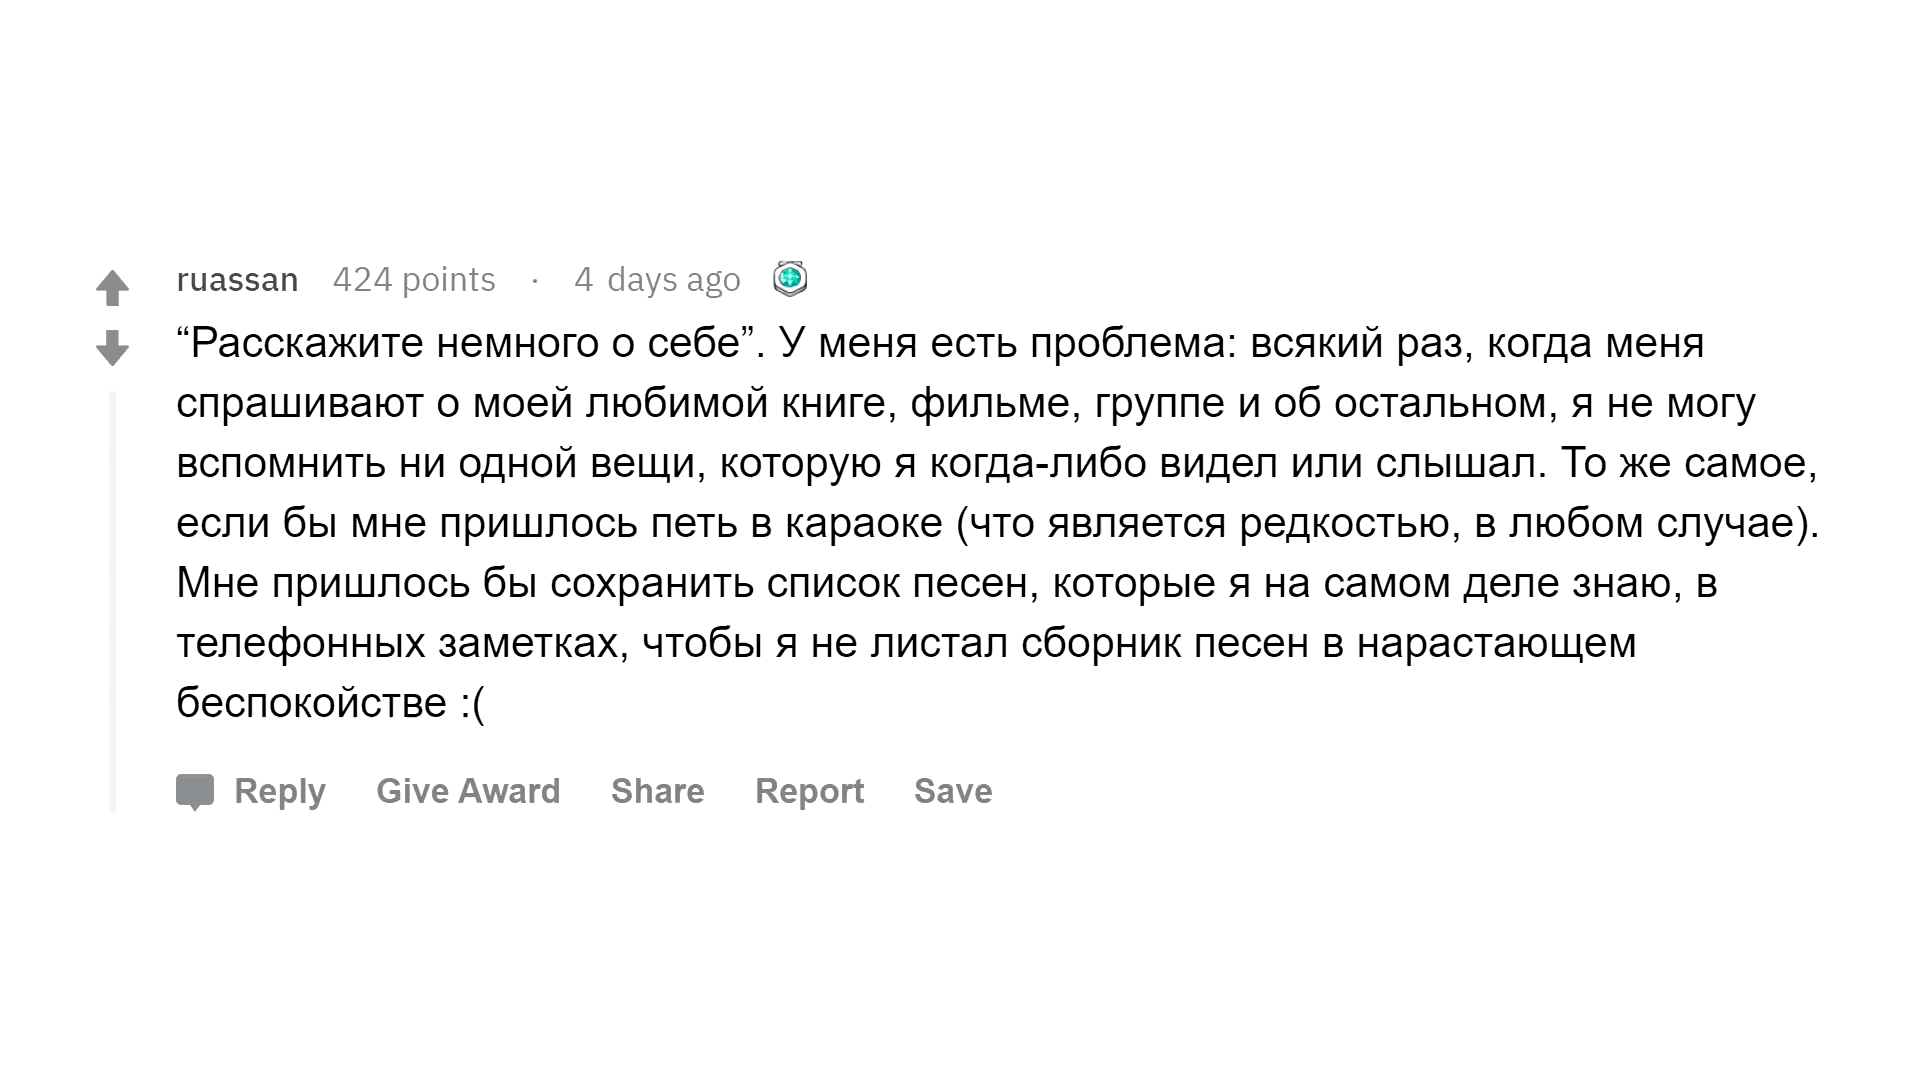 ruassan 424 points · 4 days ago
“Расскажите немного о себе”. У меня есть проблема: всякий раз, когда меня
спрашивают о моей любимой книге, фильме, группе и об остальном, я не могу
вспомнить ни одной вещи, которую я когда-либо видел или слышал. То же самое,
если бы мне пришлось петь в караоке (что является редкостью, в любом случае).
Мне пришлось бы сохранить список песен, которые я на самом деле знаю, в
телефонных заметках, чтобы я не листал сборник песен в нарастающем
беспокойстве :(
Reply Give Award Share Report Save